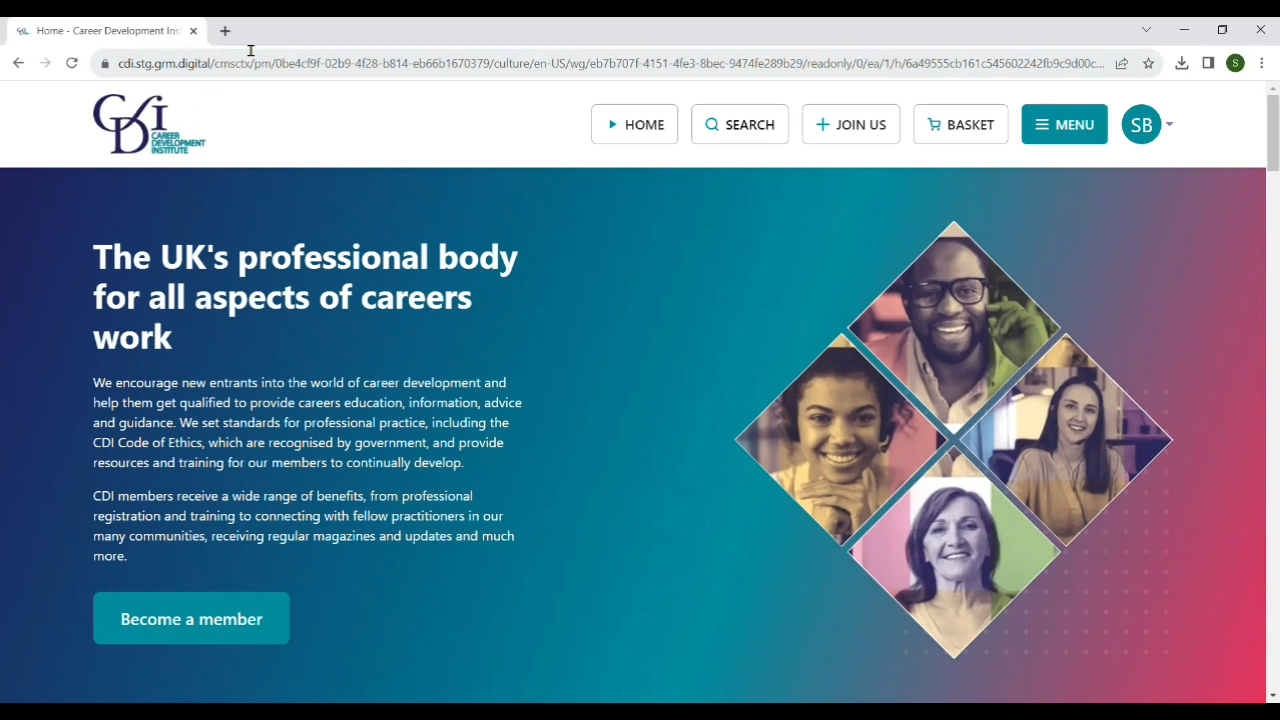 Home - Career Development Ins
cdi.stg.grm.digital/cmsctx/pm/0be4cf9f-02b9-4f28-b814-eb66b1670379/culture/en-US/wg/eb7b707f-4151-4fe3-8bec-9474fe289b29/readonly/0/ea/1/h/6a49555cb161c545602242fb9c9d00c...
S
CDI
CAREER
DEVELOPMENT
INSTITUTE
HOME
SEARCH
JOIN US
BASKET
MENU
SB
The UK's professional body
for all aspects of careers
work
We encourage new entrants into the world of career development and
help them get qualified to provide careers education, information, advice
and guidance. We set standards for professional practice, including the
CDI Code of Ethics, which are recognised by government, and provide
resources and training for our members to continually develop.
CDI members receive a wide range of benefits, from professional
registration and training to connecting with fellow practitioners in our
many communities, receiving regular magazines and updates and much
more.
Become a member